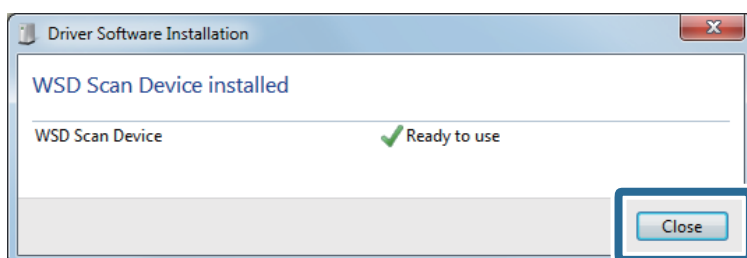 Driver Software Installation
WSD Scan Device installed
WSD Scan Device Ready to use
Close